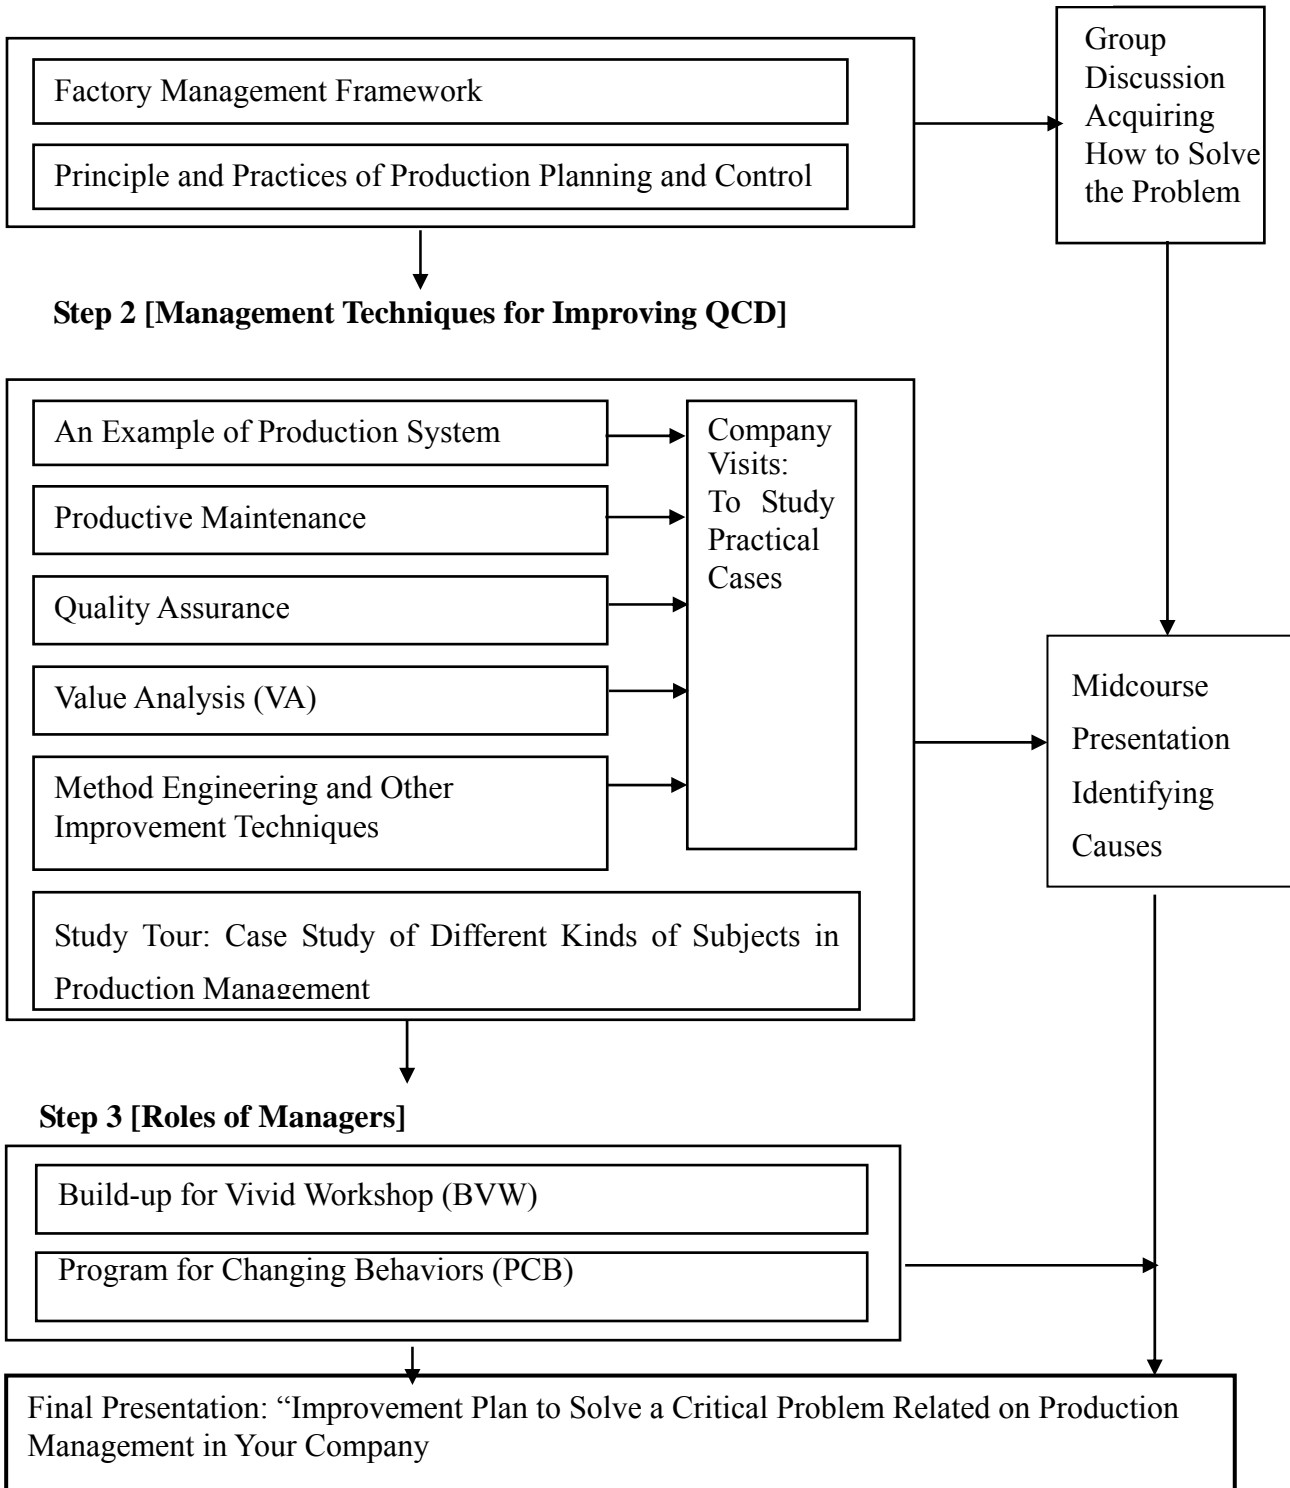 Factory Management Framework
Principle and Practices of Production Planning and Control
Group
Discussion
Acquiring
How to Solve
the Problem
Step 2 [Management Techniques for Improving QCD]
An Example of Production System
Productive Maintenance
Quality Assurance
Value Analysis (VA)
Method Engineering and Other
Improvement Techniques
Company
Visits:
To Study
Practical
Cases
Study Tour: Case Study of Different Kinds of Subjects in
Production Management
Midcourse
Presentation
Identifying
Causes
Step 3 [Roles of Managers]
Build-up for Vivid Workshop (BVW)
Program for Changing Behaviors (PCB)
Final Presentation: “Improvement Plan to Solve a Critical Problem Related on Production
Management in Your Company